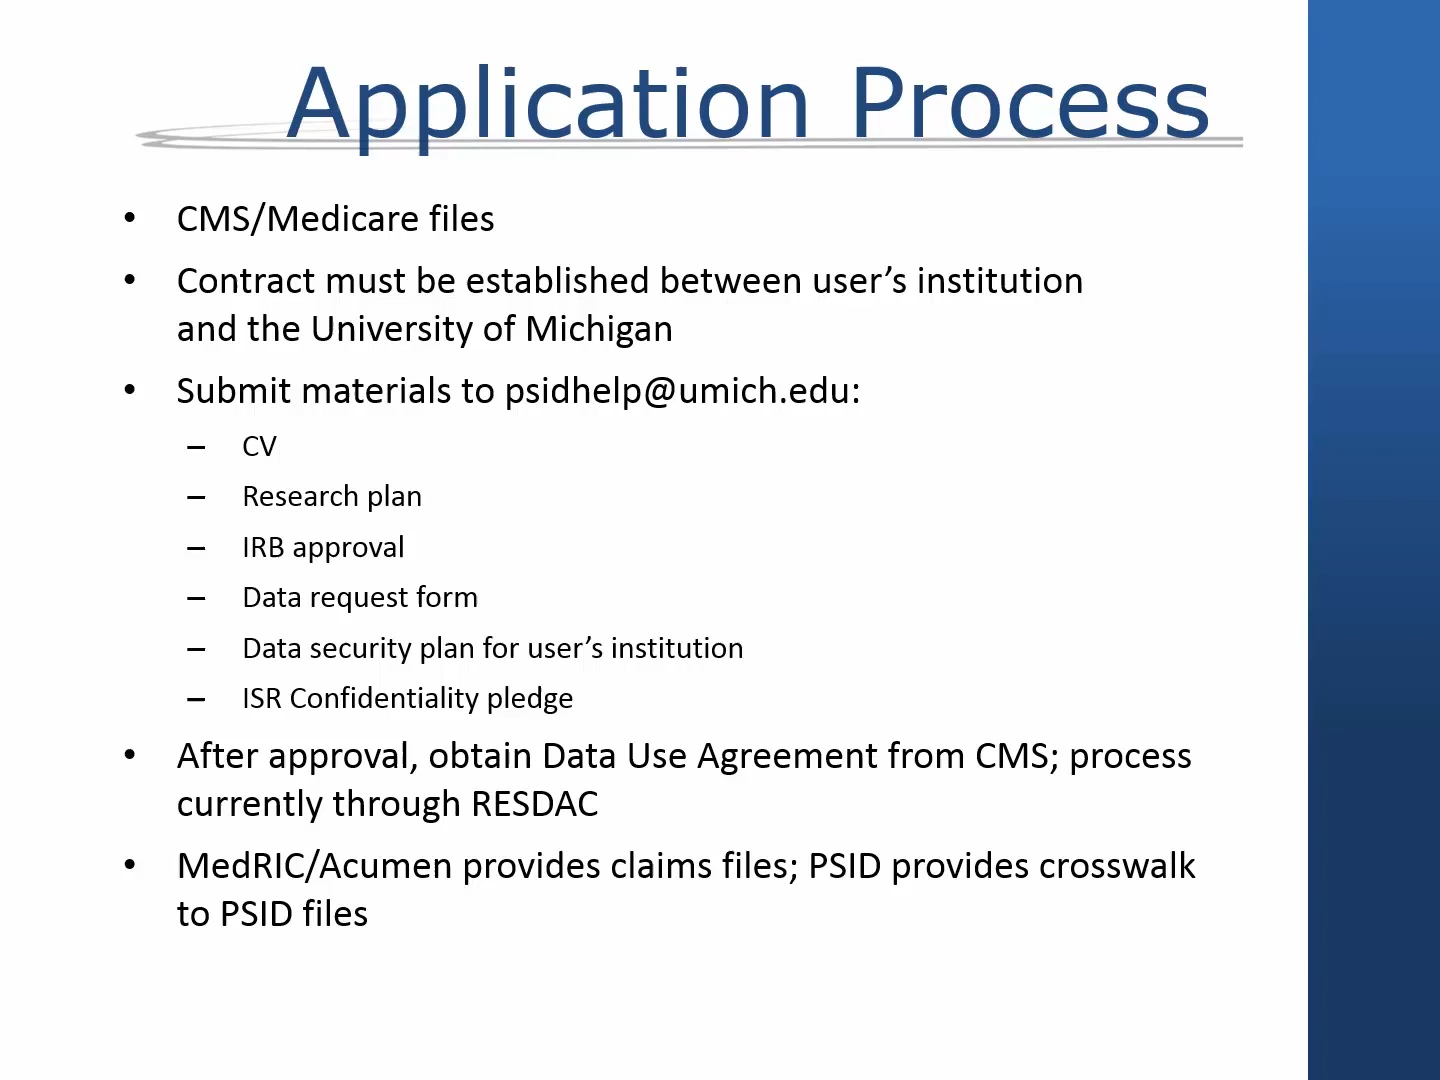 Application Process
• CMS/Medicare files
• Contract must be established between user’s institution
and the University of Michigan
• Submit materials to psidhelp@umich.edu:
– CV
– Research plan
– IRB approval
– Data request form
– Data security plan for user’s institution
– ISR Confidentiality pledge
• After approval, obtain Data Use Agreement from CMS; process
currently through RESDAC
• MedRIC/Acumen provides claims files; PSID provides crosswalk
to PSID files